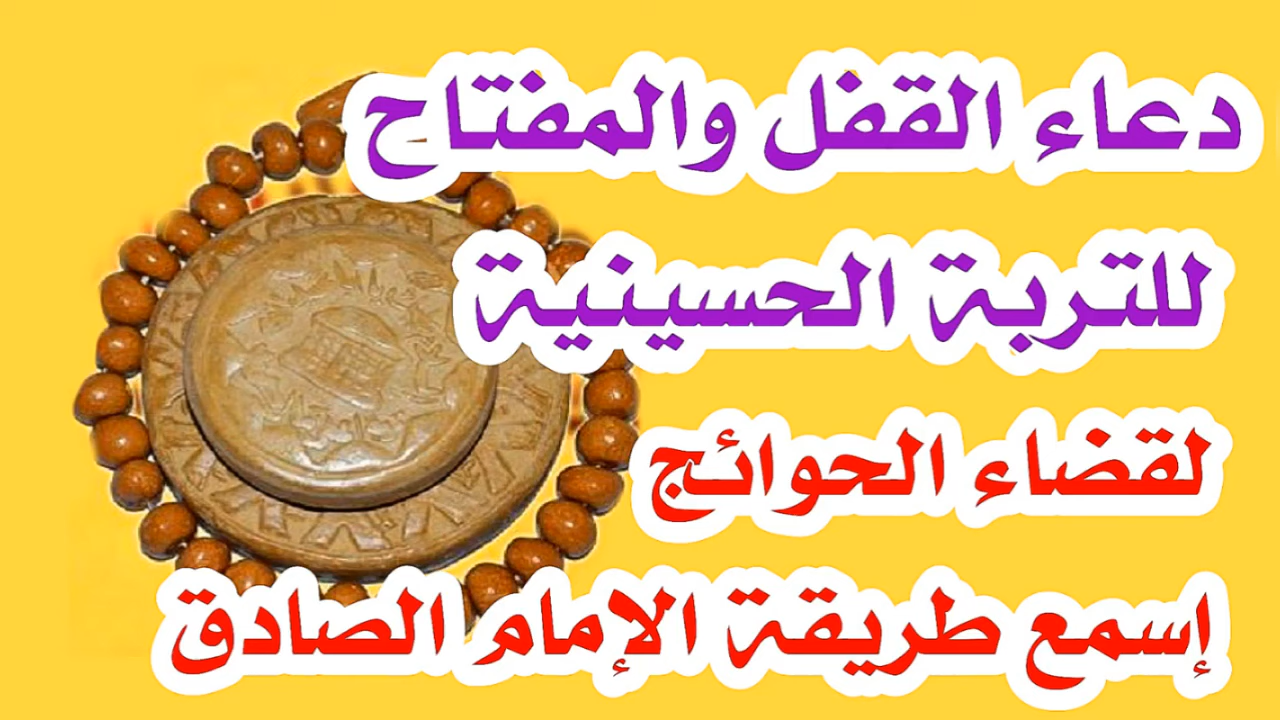 دعاء القفل والمفتاح
للتربة الحسينية
لقضاء الحوائج
إسمع طريقة الإمام الصادق